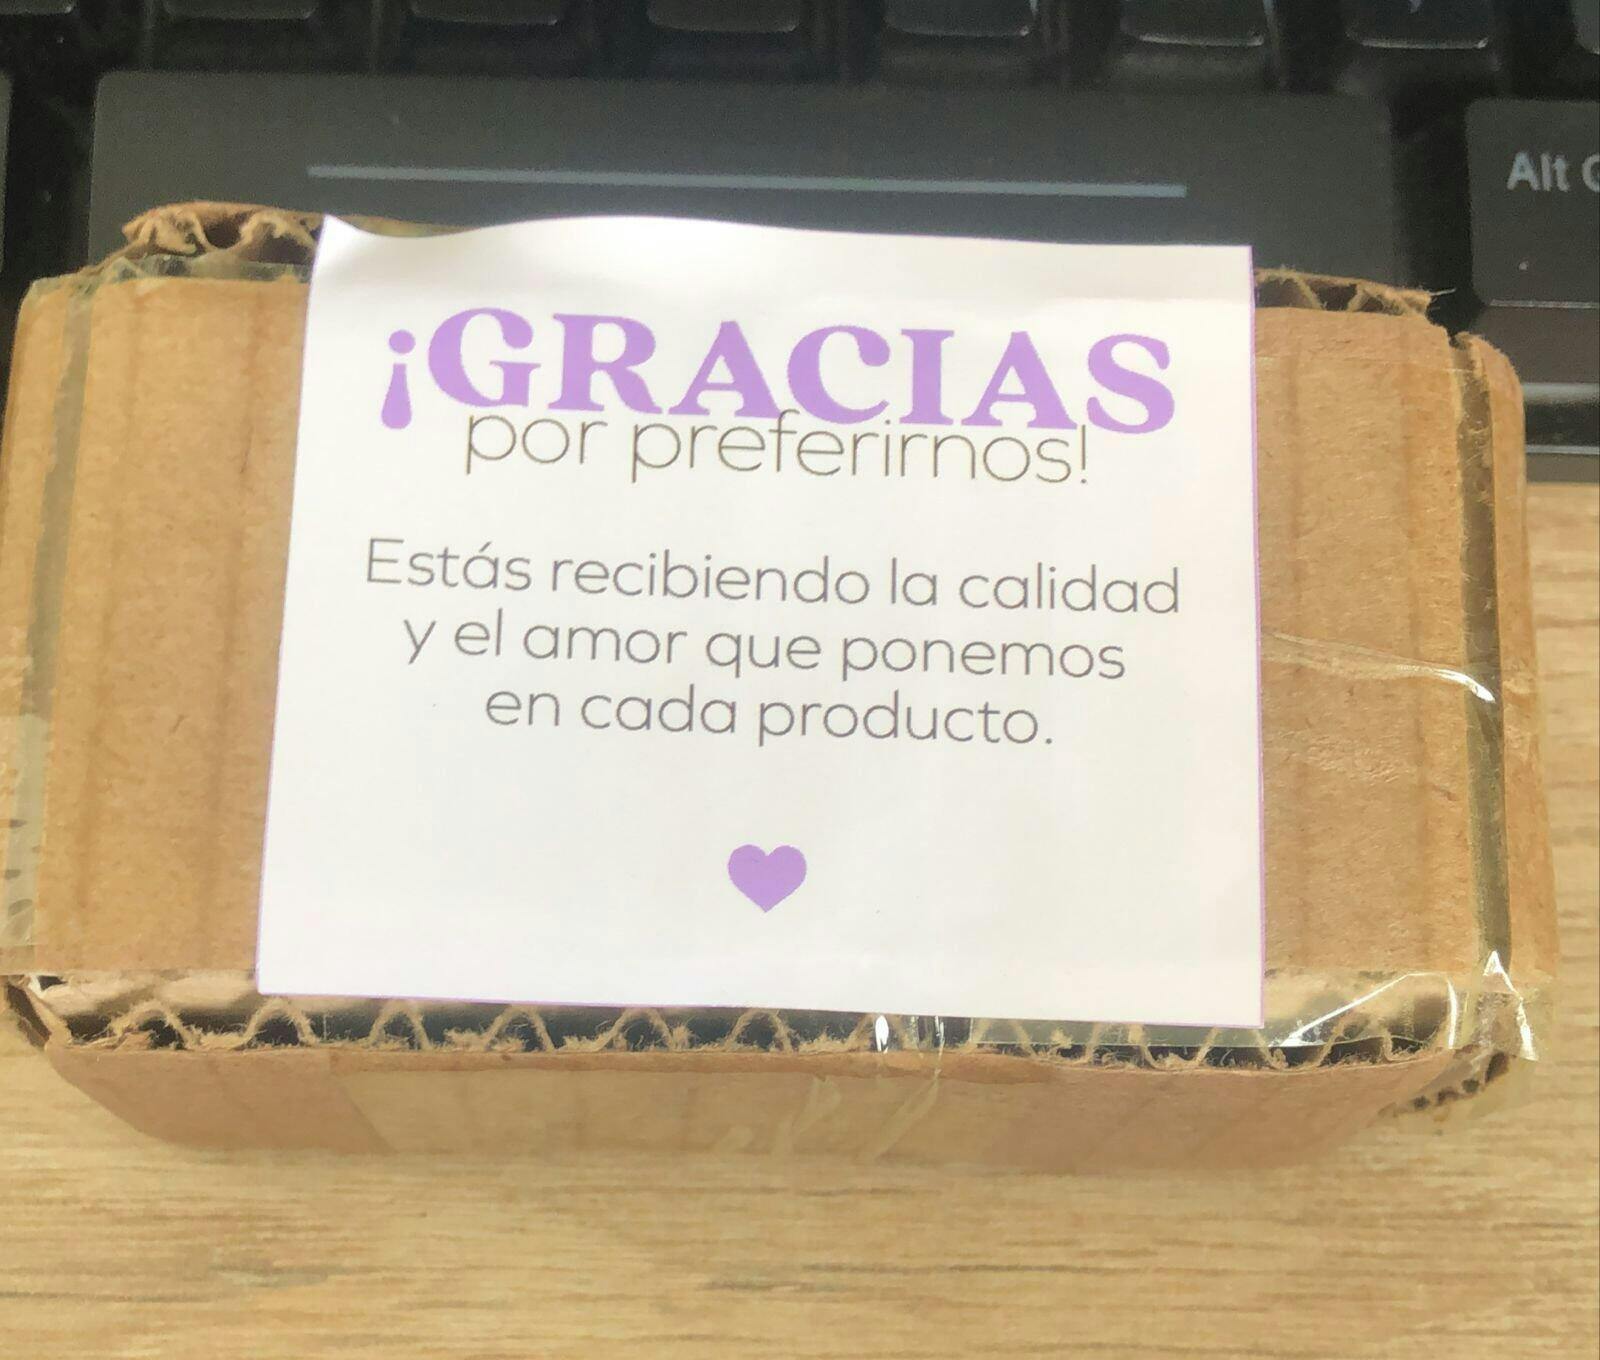 Alt G
¡GRACIAS
por preferirnos!
Estás recibiendo la calidad
y el amor que ponemos
en cada producto.